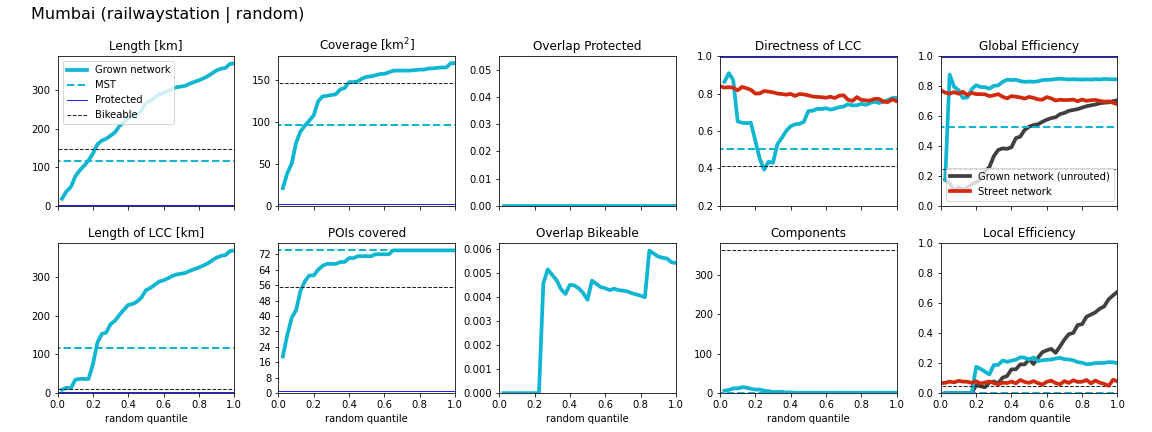 Mumbai (railwaystation | random)
Length [km]
Coverage [km²]
Overlap Protected
Directness of LCC
Global Efficiency
Grown network
MST
Protected
Bikeable
0
100
200
300
0
50
100
150
0.00
0.01
0.02
0.03
0.04
0.05
0.2
0.4
0.6
0.8
1.0
0.0
0.2
0.4
0.6
0.8
1.0
Grown network (unrouted)
Street network
Length of LCC [km]
POIs covered
Overlap Bikeable
Components
Local Efficiency
0
100
200
300
0
8
16
24
32
40
48
56
64
72
0.000
0.001
0.002
0.003
0.004
0.005
0.006
0
100
200
300
0.0
0.2
0.4
0.6
0.8
1.0
0.0 0.2 0.4 0.6 0.8 1.0
0.0 0.2 0.4 0.6 0.8 1.0
0.0 0.2 0.4 0.6 0.8 1.0
0.0 0.2 0.4 0.6 0.8 1.0
0.0 0.2 0.4 0.6 0.8 1.0
random quantile
random quantile
random quantile
random quantile
random quantile